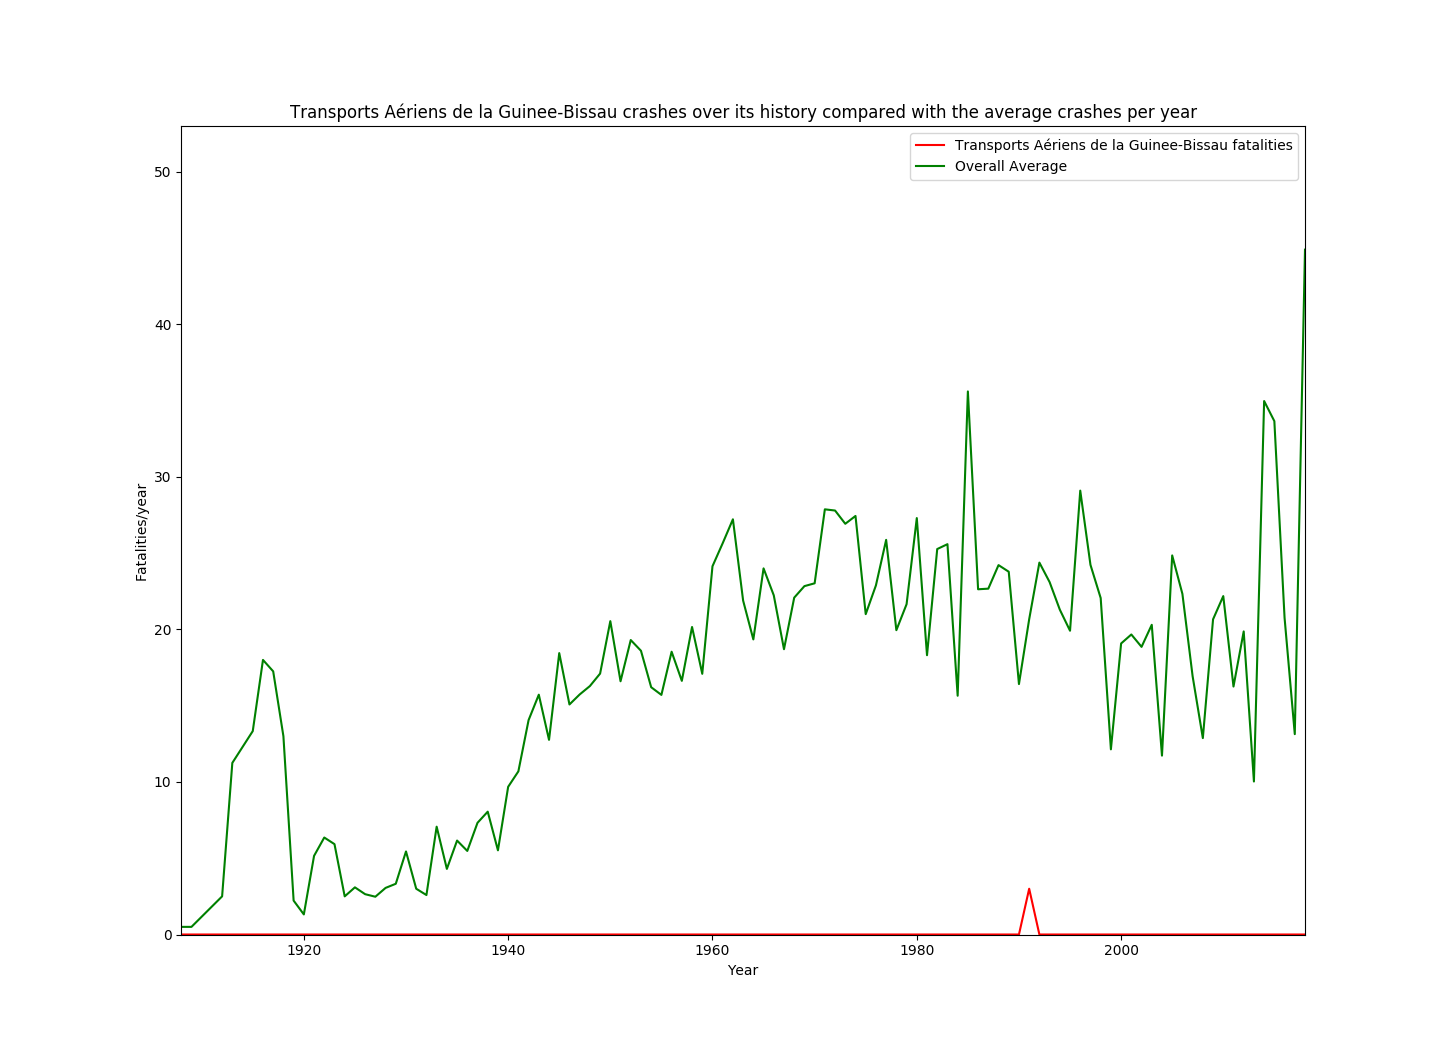 Transports Aériens de la Guinee-Bissau crashes over its history compared with the average crashes per year
Transports Aériens de la Guinee-Bissau fatalities
Overall Average
50
40
30
20
10
0
Fatalities/year
1920
1940
1960
1980
2000
Year